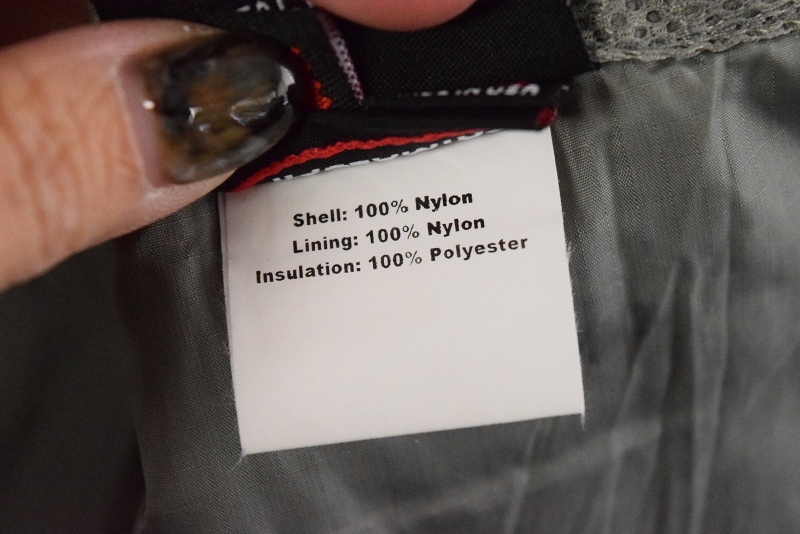 Shell: 100% Nylon
Lining: 100% Nylon
Insulation: 100% Polyester